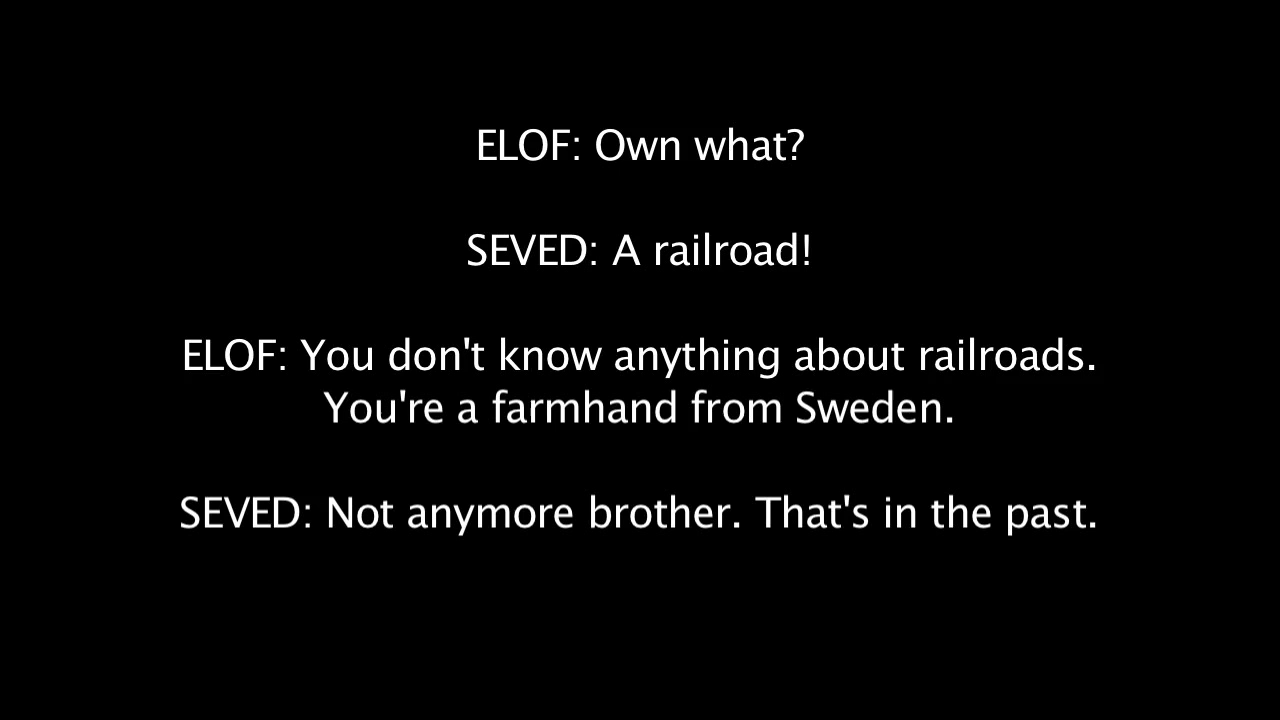 ELOF: Own what?
SEVED: A railroad!
ELOF: You don't know anything about railroads.
You're a farmhand from Sweden.
SEVED: Not anymore brother. That's in the past.